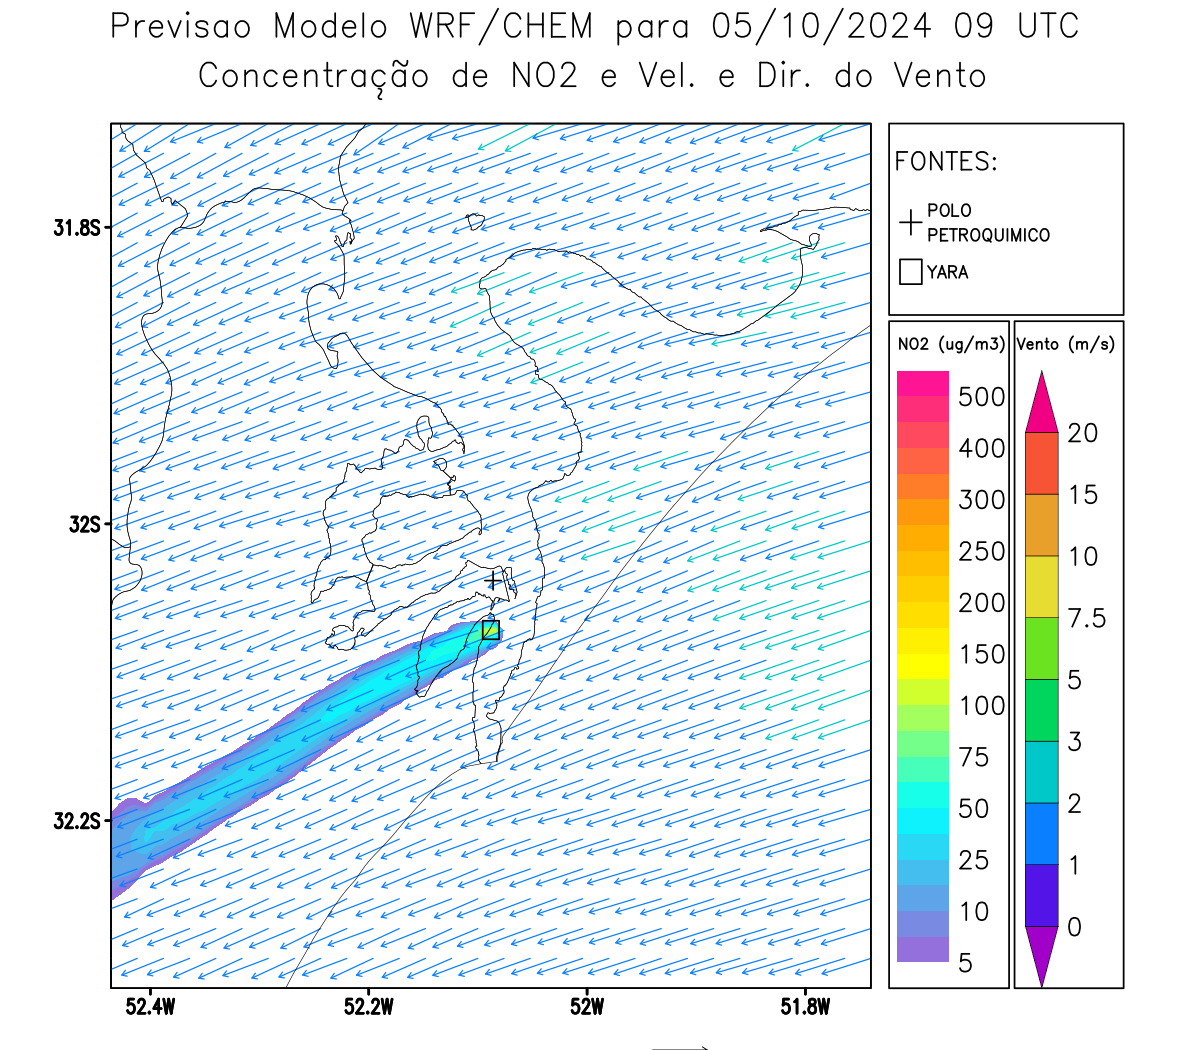 Previsao Modelo WRF/CHEM para 05/10/2024 09 UTC
Concentração de NO2 e Vel. e Dir. do Vento
FONTES:
POLO
PETROQUIMICO
YARA
31.8S
32S
32.2S
52.4W
52.2W
52W
51.8W
NO2 (ug/m3)
500
400
300
250
200
150
100
75
50
25
10
5
Vento (m/s)
20
15
10
7.5
5
3
2
1
0